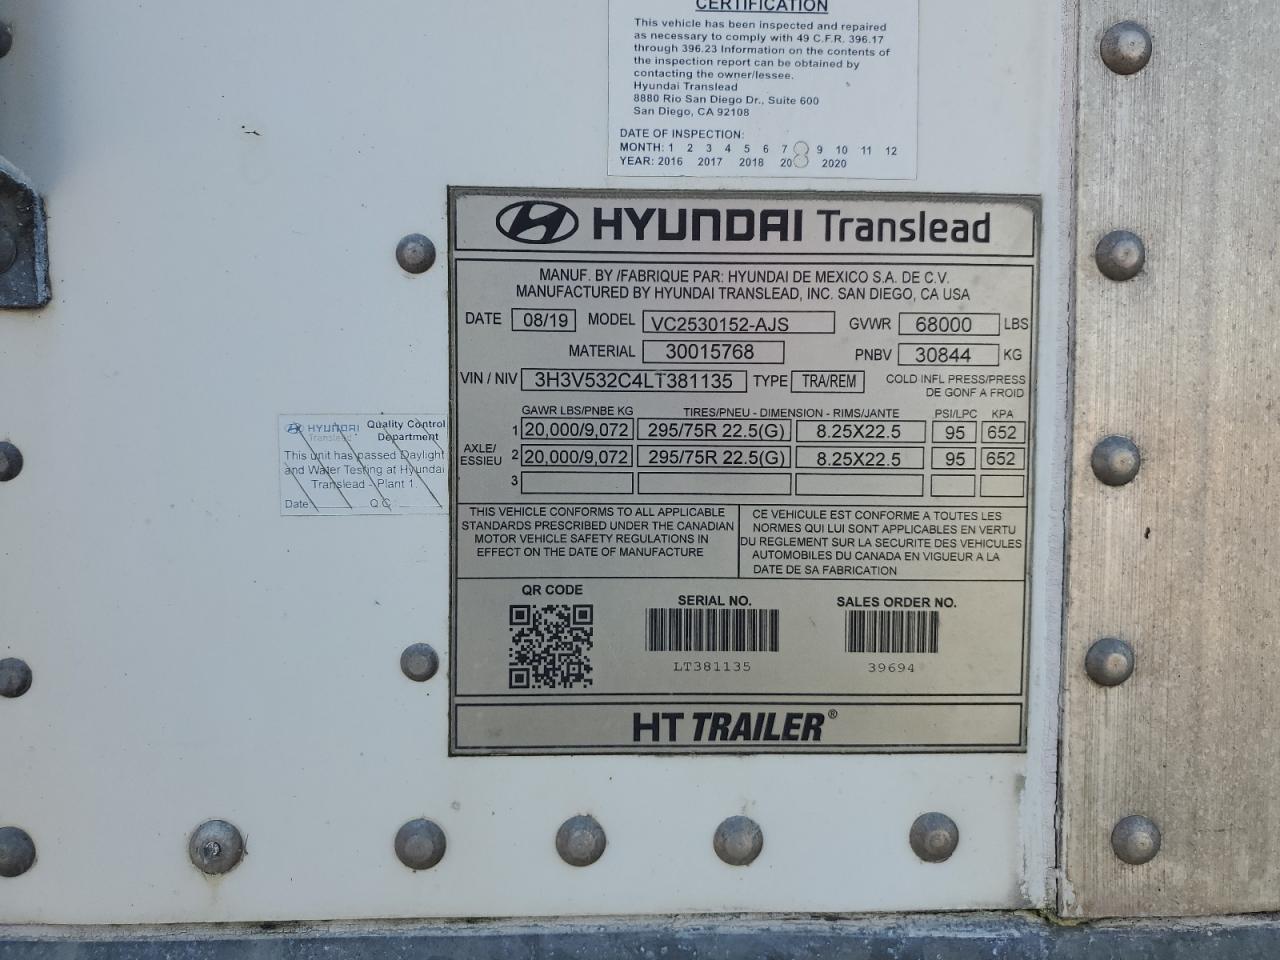 CERTIFICATION
This vehicle has been inspected and repaired
as necessary to comply with 49 C.F.R. 396.17
through 396.23 Information on the contents of
the inspection report can be obtained by
contacting the owner/lessee.
Hyundai Translead
8880 Rio San Diego Dr., Suite 600
San Diego, CA 92108
DATE OF INSPECTION:
MONTH: 1 2 3 4 5 6 7 8 9 10 11 12
YEAR: 2016 2017 2018 20 2020
HYUNDAI Translead
MANUF. BY /FABRIQUE PAR: HYUNDAI DE MEXICO S.A. DE C.V.
MANUFACTURED BY HYUNDAI TRANSLEAD, INC. SAN DIEGO, CA USA
DATE 08/19 MODEL VC2530152-AJS GVWR 68000 LBS
MATERIAL 30015768 PNBV 30844 KG
VIN / NIV 3H3V532C4LT381135 TYPE TRA/REM COLD INFL PRESS/PRESS
DE GONF A FROID
GAWR LBS/PNBE KG TIRES/PNEU - DIMENSION - RIMS/JANTE PSI/LPC KPA
1 20,000/9,072 295/75R 22.5(G) 8.25X22.5 95 652
AXLE/
ESSIEU
2 20,000/9,072 295/75R 22.5(G) 8.25X22.5 95 652
3
THIS VEHICLE CONFORMS TO ALL APPLICABLE
STANDARDS PRESCRIBED UNDER THE CANADIAN
MOTOR VEHICLE SAFETY REGULATIONS IN
EFFECT ON THE DATE OF MANUFACTURE
CE VEHICULE EST CONFORME A TOUTES LES
NORMES QUI LUI SONT APPLICABLES EN VERTU
DU REGLEMENT SUR LA SECURITE DES VEHICULES
AUTOMOBILES DU CANADA EN VIGUEUR A LA
DATE DE SA FABRICATION
QR CODE
SERIAL NO.
LT381135
SALES ORDER NO.
39694
HT TRAILER®
HYUNDAI
Translead
Quality Control
Department
This unit has passed Daylight
and Water Testing at Hyundai
Translead - Plant 1.
Date Q.C.